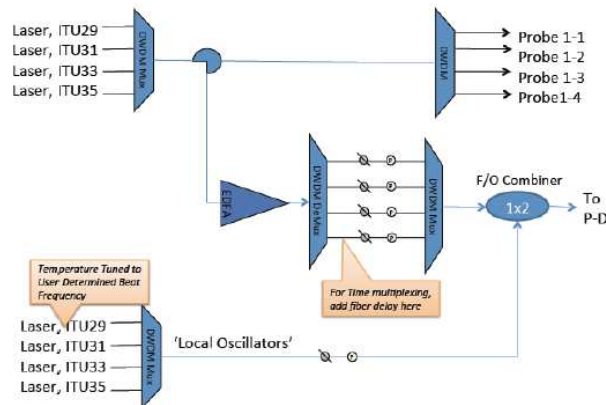 Laser, ITU29
Laser, ITU31
Laser, ITU33
Laser, ITU35
DWDM Mux
DWDM
Probe 1-1
Probe 1-2
Probe 1-3
Probe1-4
EDFA
DWDM DeMux
DWDM Mux
F/O Combiner
1x2
To
P-D
Temperature Tuned to
User Determined Beat
Frequency
For Time multiplexing,
add fiber delay here
Laser, ITU29
Laser, ITU31
Laser, ITU33
Laser, ITU35
DWDM Mux
'Local Oscillators'